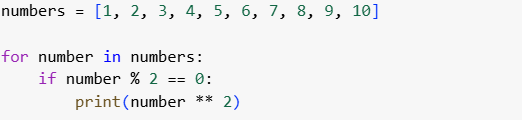 numbers = [1, 2, 3, 4, 5, 6, 7, 8, 9, 10]

for number in numbers:
    if number % 2 == 0:
        print(number ** 2)